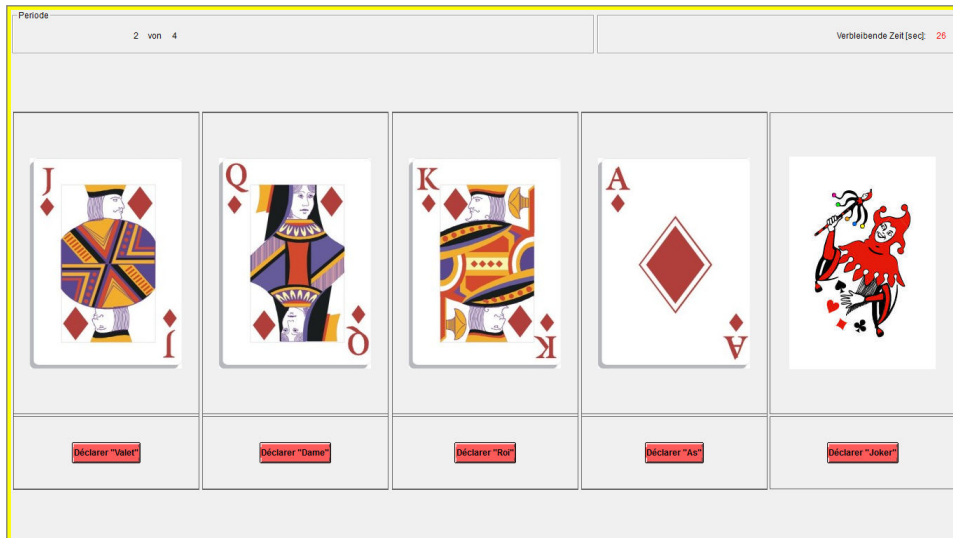 Periode
2 von 4
Verbleibende Zeit [sec]: 26
J
J
Q
Q
K
K
A
A
Déclarer "Valet"
Déclarer "Dame"
Déclarer "Roi"
Déclarer "As"
Déclarer "Joker"